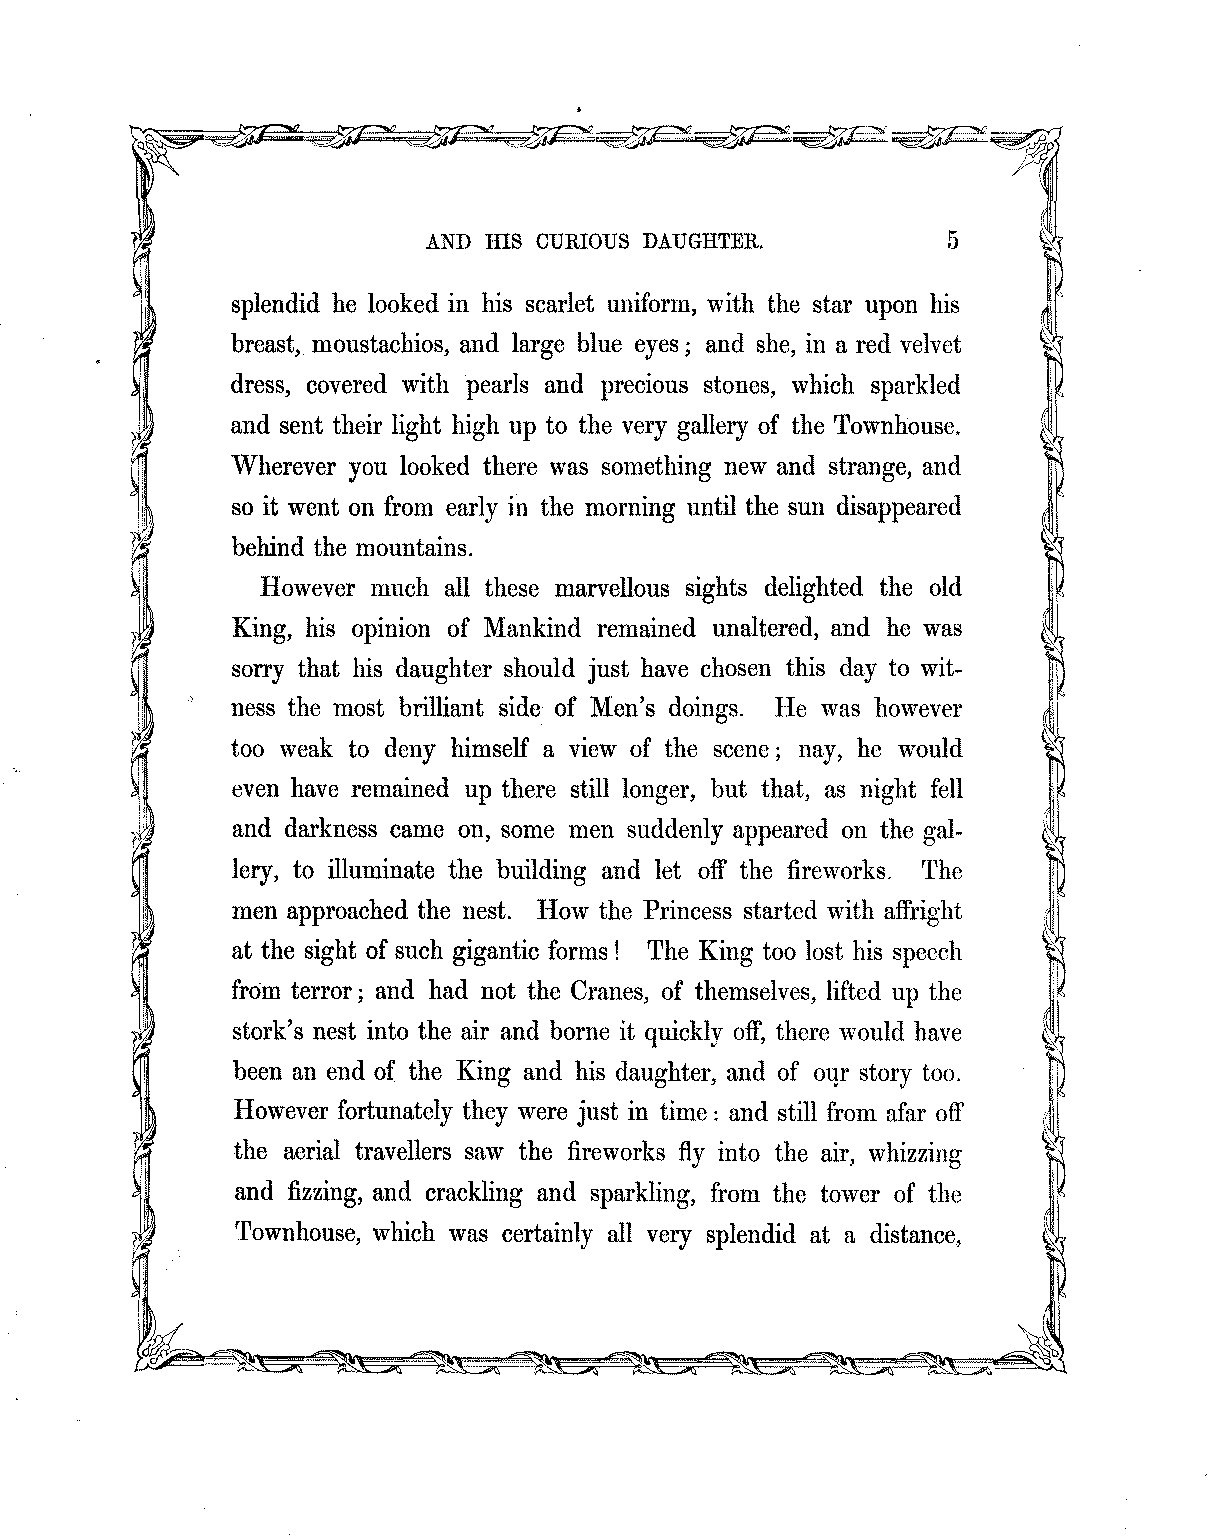 AND HIS CURIOUS DAUGHTER. 5
splendid he looked in his scarlet uniform, with the star upon his
breast, moustachios, and large blue eyes; and she, in a red velvet
dress, covered with pearls and precious stones, which sparkled
and sent their light high up to the very gallery of the Townhouse.
Wherever you looked there was something new and strange, and
so it went on from early in the morning until the sun disappeared
behind the mountains.
However much all these marvellous sights delighted the old
King, his opinion of Mankind remained unaltered, and he was
sorry that his daughter should just have chosen this day to wit-
ness the most brilliant side of Men's doings. He was however
too weak to deny himself a view of the scene; nay, he would
even have remained up there still longer, but that, as night fell
and darkness came on, some men suddenly appeared on the gal-
lery, to illuminate the building and let off the fireworks. The
men approached the nest. How the Princess started with affright
at the sight of such gigantic forms! The King too lost his speech
from terror; and had not the Cranes, of themselves, lifted up the
stork's nest into the air and borne it quickly off, there would have
been an end of the King and his daughter, and of our story too.
However fortunately they were just in time: and still from afar off
the aerial travellers saw the fireworks fly into the air, whizzing
and fizzing, and crackling and sparkling, from the tower of the
Townhouse, which was certainly all very splendid at a distance,